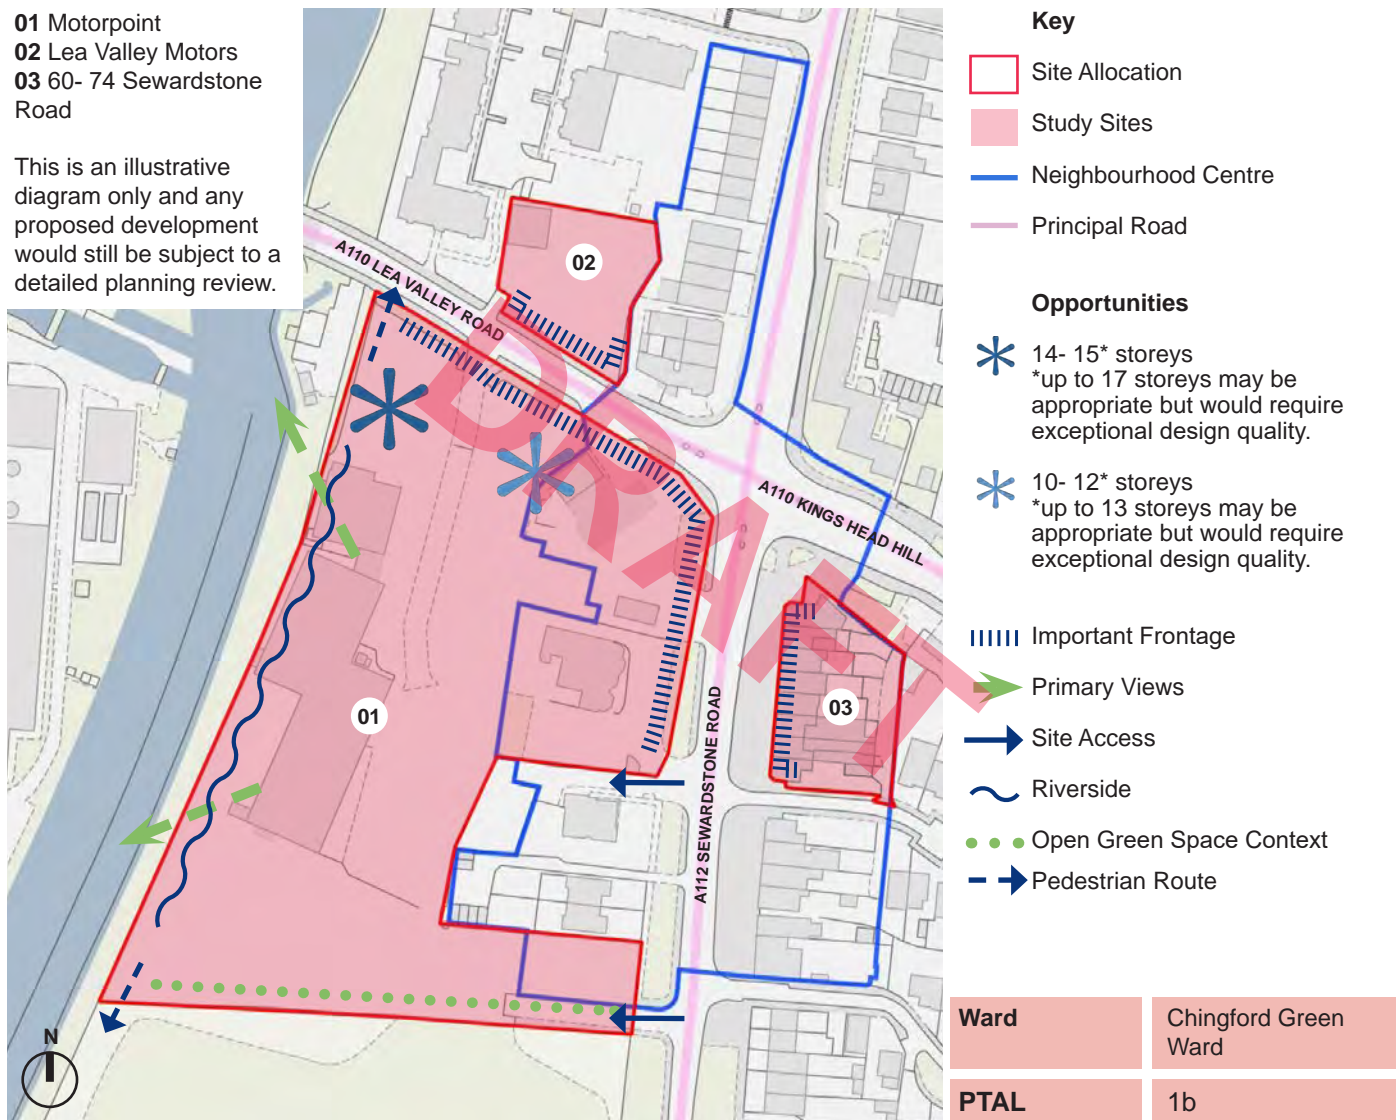 01 Motorpoint
02 Lea Valley Motors
03 60- 74 Sewardstone
Road
This is an illustrative
diagram only and any
proposed development
would still be subject to a
detailed planning review.
A110 LEA VALLEY ROAD
02
A110 KINGS HEAD HILL
DRAFT
01
03
A112 SEWARDSTONE ROAD
N
Key
Site Allocation
Study Sites
Neighbourhood Centre
Principal Road
Opportunities
14- 15* storeys
*up to 17 storeys may be
appropriate but would require
exceptional design quality.
10- 12* storeys
*up to 13 storeys may be
appropriate but would require
exceptional design quality.
Important Frontage
Primary Views
Site Access
Riverside
Open Green Space Context
Pedestrian Route
Ward Chingford Green
Ward
PTAL 1b